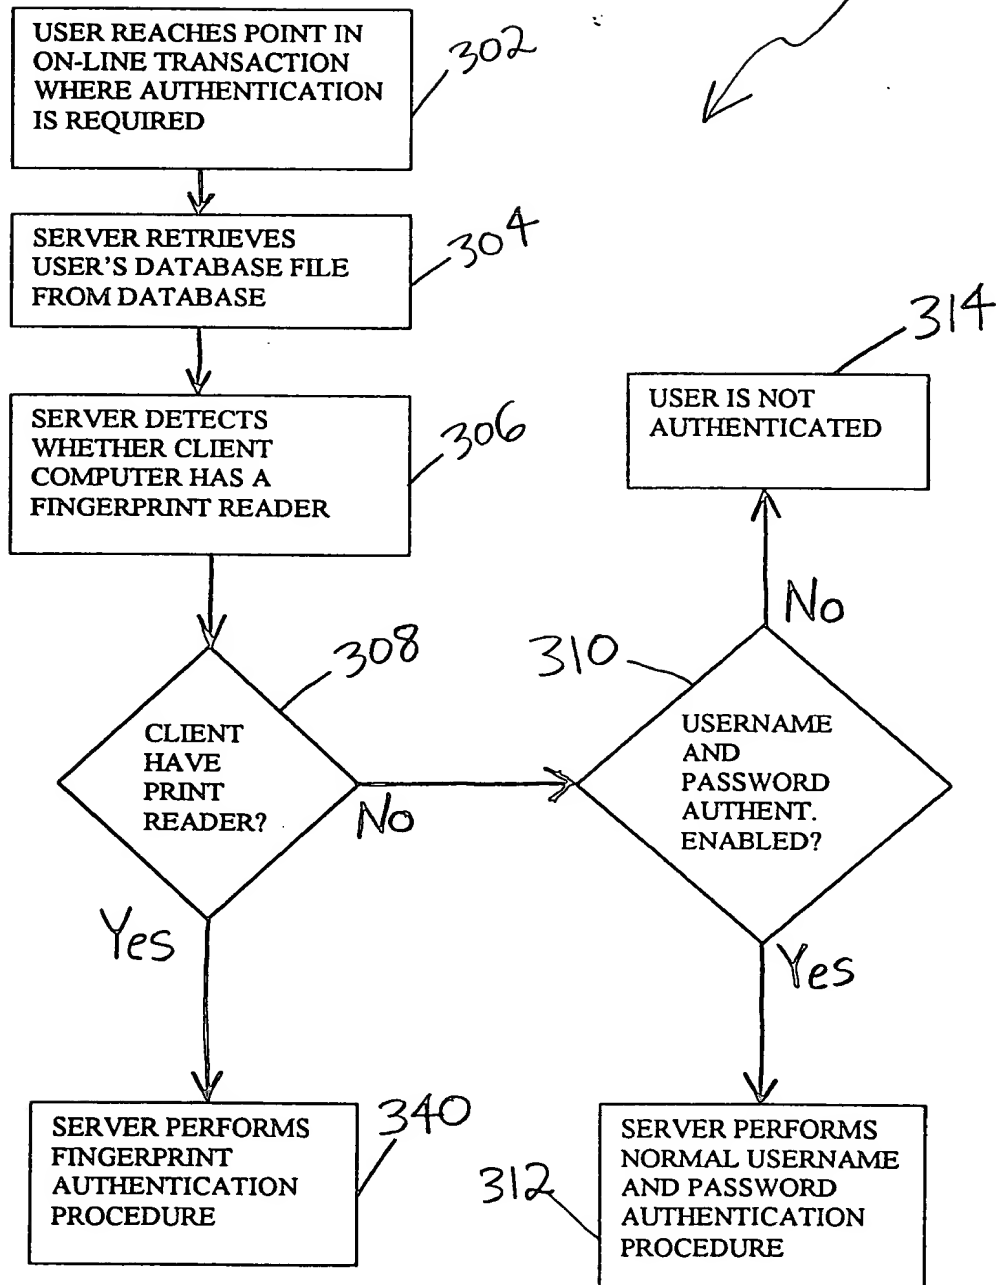 USER REACHES POINT IN
ON-LINE TRANSACTION
WHERE AUTHENTICATION
IS REQUIRED
302
SERVER RETRIEVES
USER'S DATABASE FILE
FROM DATABASE
304
SERVER DETECTS
WHETHER CLIENT
COMPUTER HAS A
FINGERPRINT READER
306
314
USER IS NOT
AUTHENTICATED
No
308
CLIENT
HAVE
PRINT
READER?
No
310
USERNAME
AND
PASSWORD
AUTHENT.
ENABLED?
Yes
Yes
SERVER PERFORMS
FINGERPRINT
AUTHENTICATION
PROCEDURE
340
312
SERVER PERFORMS
NORMAL USERNAME
AND PASSWORD
AUTHENTICATION
PROCEDURE